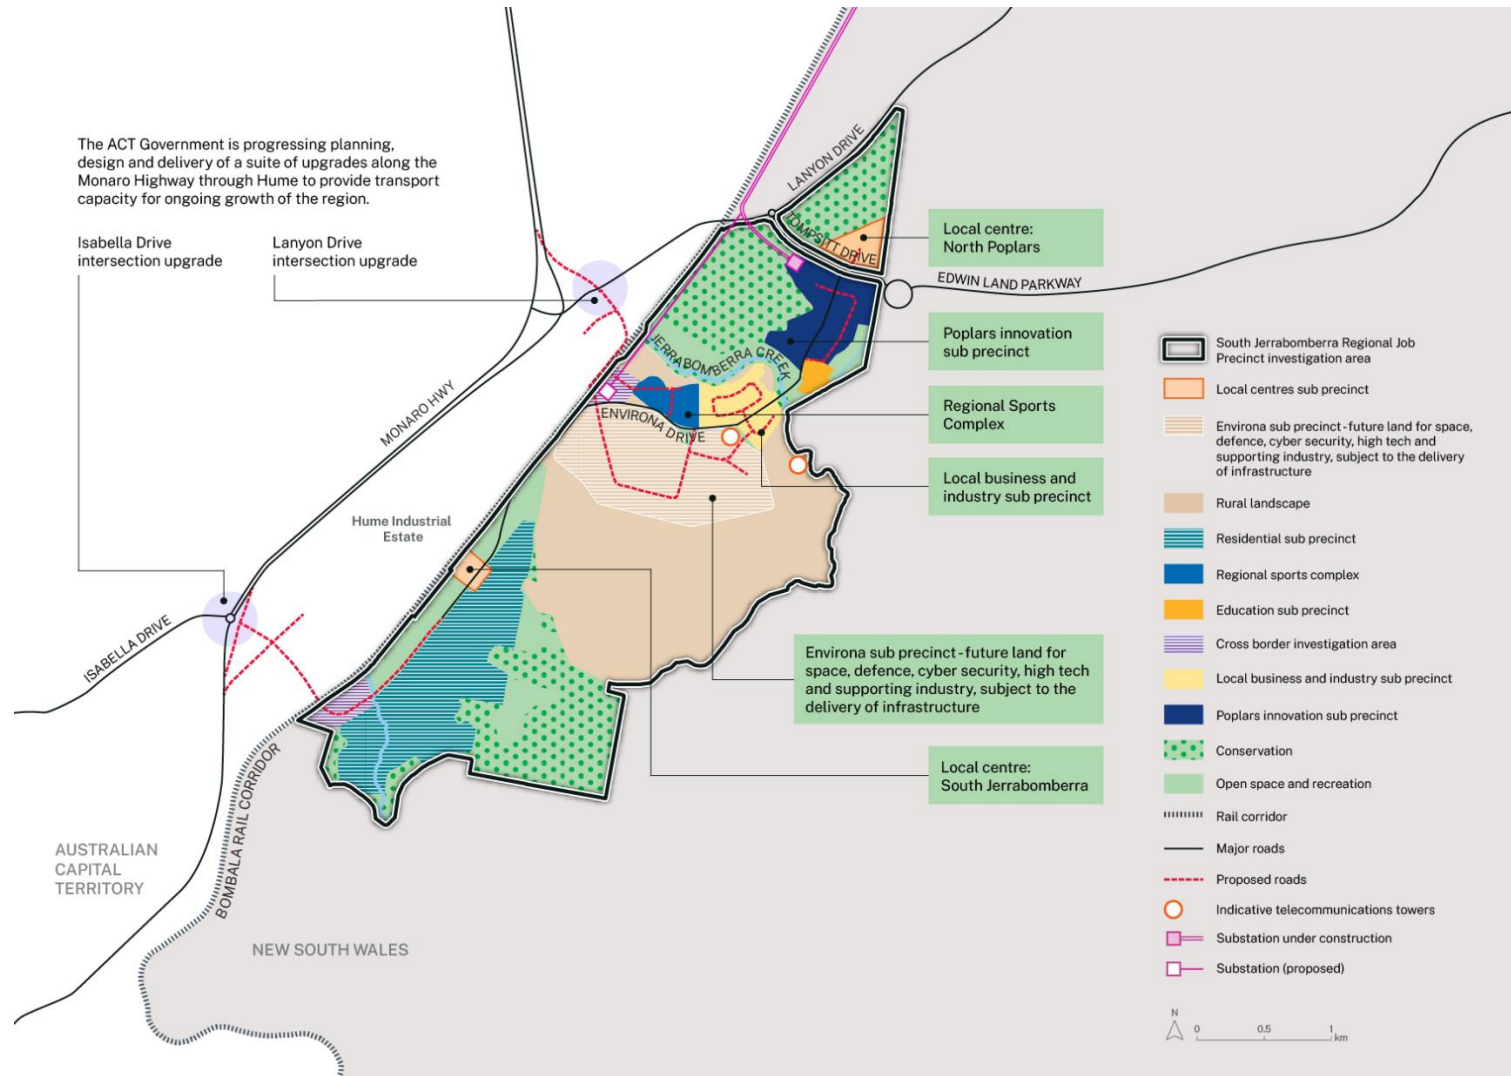 The ACT Government is progressing planning,
design and delivery of a suite of upgrades along the
Monaro Highway through Hume to provide transport
capacity for ongoing growth of the region.
Isabella Drive
intersection upgrade
Lanyon Drive
intersection upgrade
LANYON DRIVE
TOMPSITT DRIVE
Local centre:
North Poplars
EDWIN LAND PARKWAY
Poplars innovation
sub precinct
JERRABOMBERRA CREEK
MONARO HWY
ENVIRONA DRIVE
Regional Sports
Complex
Local business and
industry sub precinct
Hume Industrial
Estate
ISABELLA DRIVE
Environa sub precinct - future land for
space, defence, cyber security, high tech
and supporting industry, subject to the
delivery of infrastructure
Local centre:
South Jerrabomberra
BOMBALA RAIL CORRIDOR
AUSTRALIAN
CAPITAL
TERRITORY
NEW SOUTH WALES
South Jerrabomberra Regional Job
Precinct investigation area
Local centres sub precinct
Environa sub precinct - future land for space,
defence, cyber security, high tech and
supporting industry, subject to the delivery
of infrastructure
Rural landscape
Residential sub precinct
Regional sports complex
Education sub precinct
Cross border investigation area
Local business and industry sub precinct
Poplars innovation sub precinct
Conservation
Open space and recreation
Rail corridor
Major roads
Proposed roads
Indicative telecommunications towers
Substation under construction
Substation (proposed)
N
0 0.5 1
km